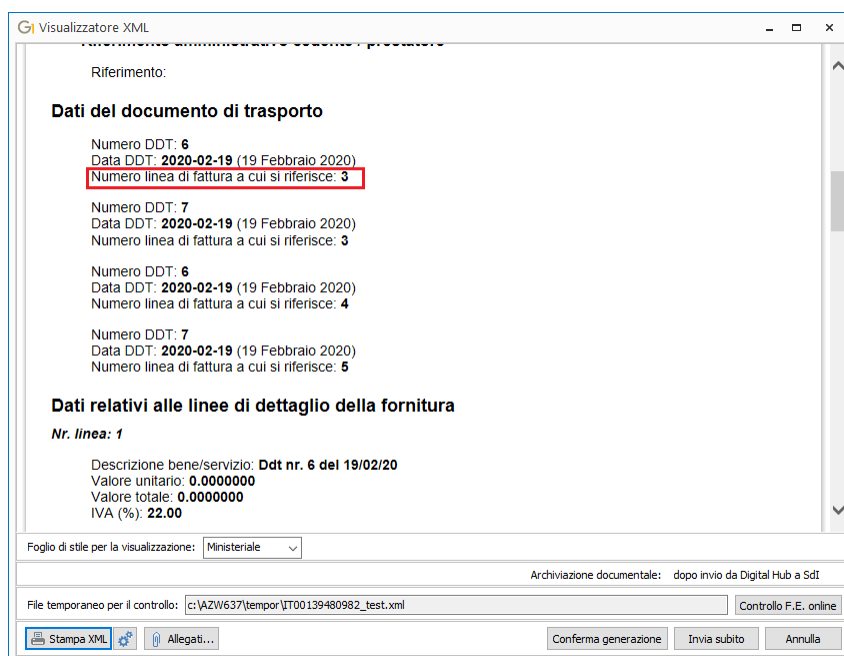 Visualizzatore XML
Riferimento amministrativo cedente / prestatore
Riferimento:
Dati del documento di trasporto
Numero DDT: 6
Data DDT: 2020-02-19 (19 Febbraio 2020)
Numero linea di fattura a cui si riferisce: 3
Numero DDT: 7
Data DDT: 2020-02-19 (19 Febbraio 2020)
Numero linea di fattura a cui si riferisce: 3
Numero DDT: 6
Data DDT: 2020-02-19 (19 Febbraio 2020)
Numero linea di fattura a cui si riferisce: 4
Numero DDT: 7
Data DDT: 2020-02-19 (19 Febbraio 2020)
Numero linea di fattura a cui si riferisce: 5
Dati relativi alle linee di dettaglio della fornitura
Nr. linea: 1
Descrizione bene/servizio: Ddt nr. 6 del 19/02/20
Valore unitario: 0.0000000
Valore totale: 0.0000000
IVA (%): 22.00
Foglio di stile per la visualizzazione: Ministeriale
Archiviazione documentale: dopo invio da Digital Hub a SdI
File temporaneo per il controllo: c:\AZW637\tempor\IT00139480982_test.xml Controllo F.E. online
Stampa XML Allegati... Conferma generazione Invia subito Annulla